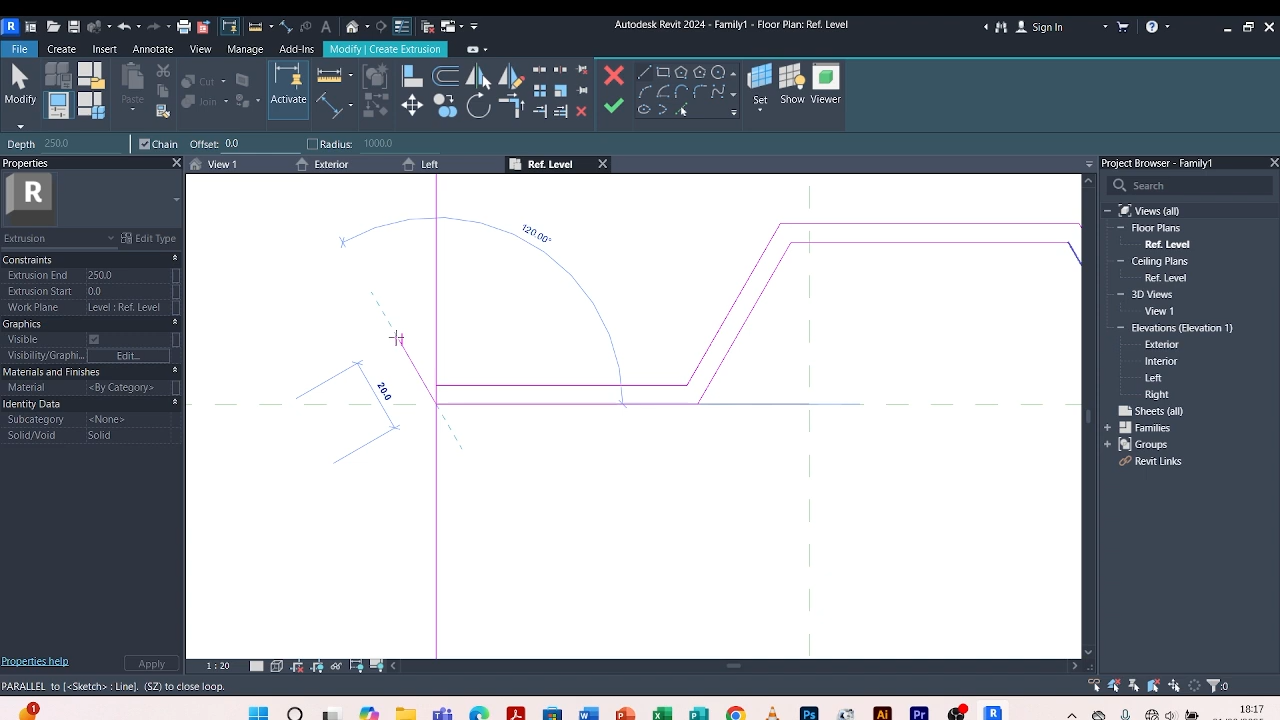 Autodesk Revit 2024 - Family1 - Floor Plan: Ref. Level
Sign In
File Create Insert Annotate View Manage Add-Ins Modify | Create Extrusion
Modify
Paste
Cut
Join
Activate
Set Show Viewer
Depth 250.0 Chain Offset: 0.0 Radius: 1000.0
Properties
View 1 Exterior Left Ref. Level
Project Browser - Family1
R
Search
Extrusion Edit Type
Constraints
Extrusion End 250.0
Extrusion Start 0.0
Work Plane Level : Ref. Level
Graphics
Visible
Visibility/Graphi... Edit...
Materials and Finishes
Material <By Category>
Identity Data
Subcategory <None>
Solid/Void Solid
Properties help Apply
120.00°
20.0
Views (all)
Floor Plans
Ref. Level
Ceiling Plans
Ref. Level
3D Views
View 1
Elevations (Elevation 1)
Exterior
Interior
Left
Right
Sheets (all)
Families
Groups
Revit Links
1 : 20
PARALLEL to [<Sketch> : Line]. (SZ) to close loop.
:0
1
18:17